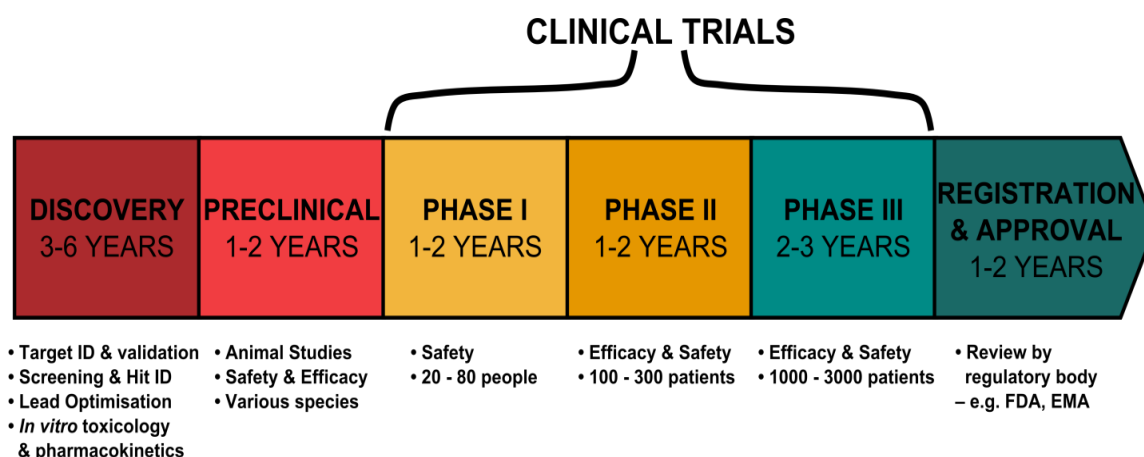 CLINICAL TRIALS
DISCOVERY
3-6 YEARS
PRECLINICAL
1-2 YEARS
PHASE I
1-2 YEARS
PHASE II
1-2 YEARS
PHASE III
2-3 YEARS
REGISTRATION
& APPROVAL
1-2 YEARS
• Target ID & validation
• Screening & Hit ID
• Lead Optimisation
• In vitro toxicology
& pharmacokinetics
• Animal Studies
• Safety & Efficacy
• Various species
• Safety
• 20 - 80 people
• Efficacy & Safety
• 100 - 300 patients
• Efficacy & Safety
• 1000 - 3000 patients
• Review by
regulatory body
– e.g. FDA, EMA